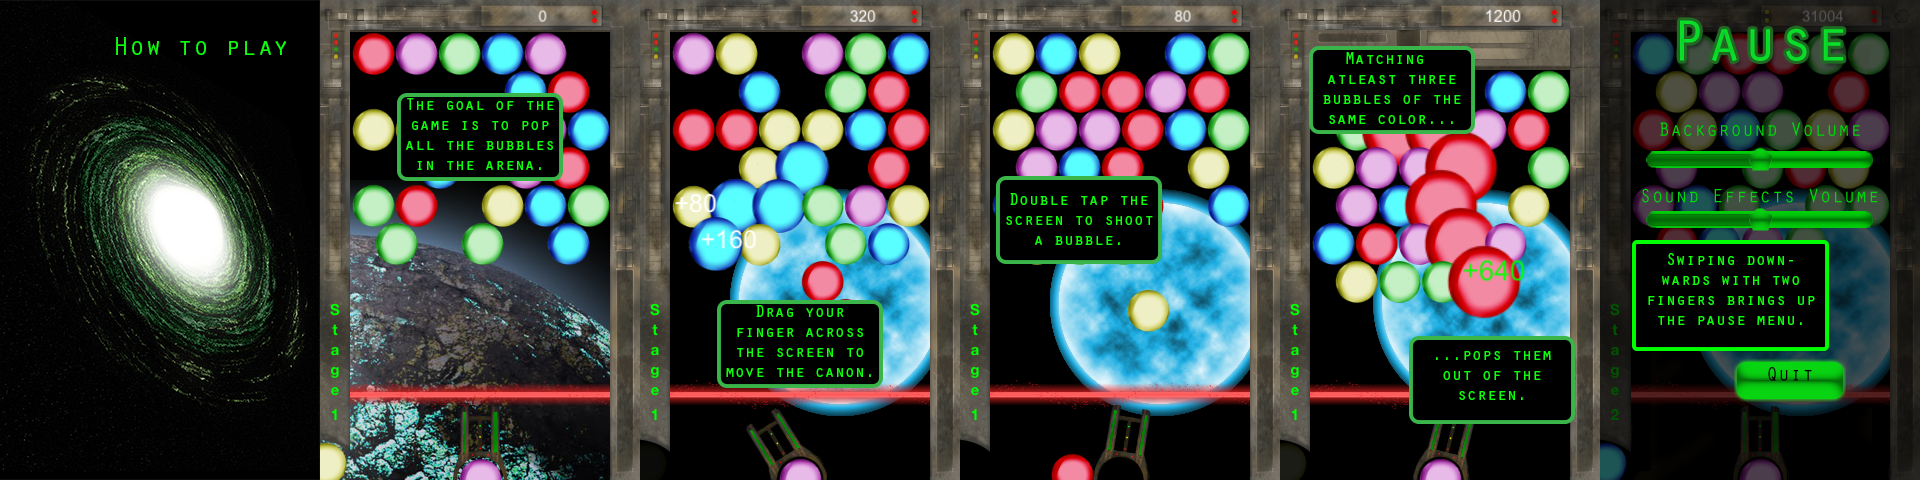 How to play
0
The goal of the
game is to pop
all the bubbles
in the arena.
Stage 1
320
+80
+160
Drag your
finger across
the screen to
move the canon.
Stage 1
80
Double tap the
screen to shoot
a bubble.
Stage 1
1200
Matching
atleast three
bubbles of the
same color...
+640
...pops them
out of the
screen.
Stage 1
31004
Pause
Background Volume
Sound Effects Volume
Swiping down-
wards with two
fingers brings up
the pause menu.
Quit
Stage 2